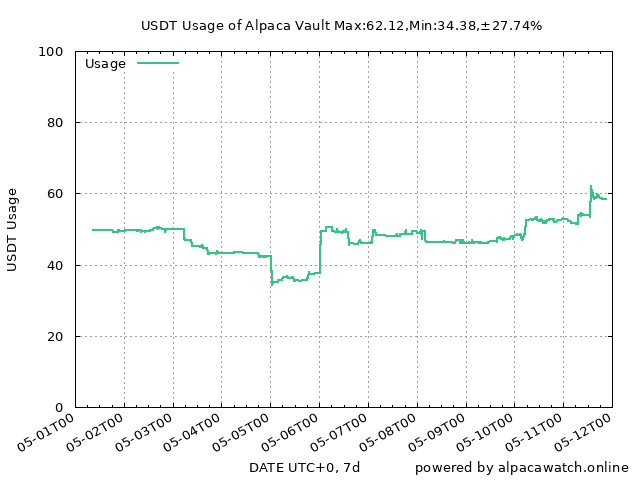 USDT Usage of Alpaca Vault Max:62.12,Min:34.38,±27.74%
Usage
100
80
60
40
20
0
USDT Usage
05-01T00
05-02T00
05-03T00
05-04T00
05-05T00
05-06T00
05-07T00
05-08T00
05-09T00
05-10T00
05-11T00
05-12T00
DATE UTC+0, 7d
powered by alpacawatch.online